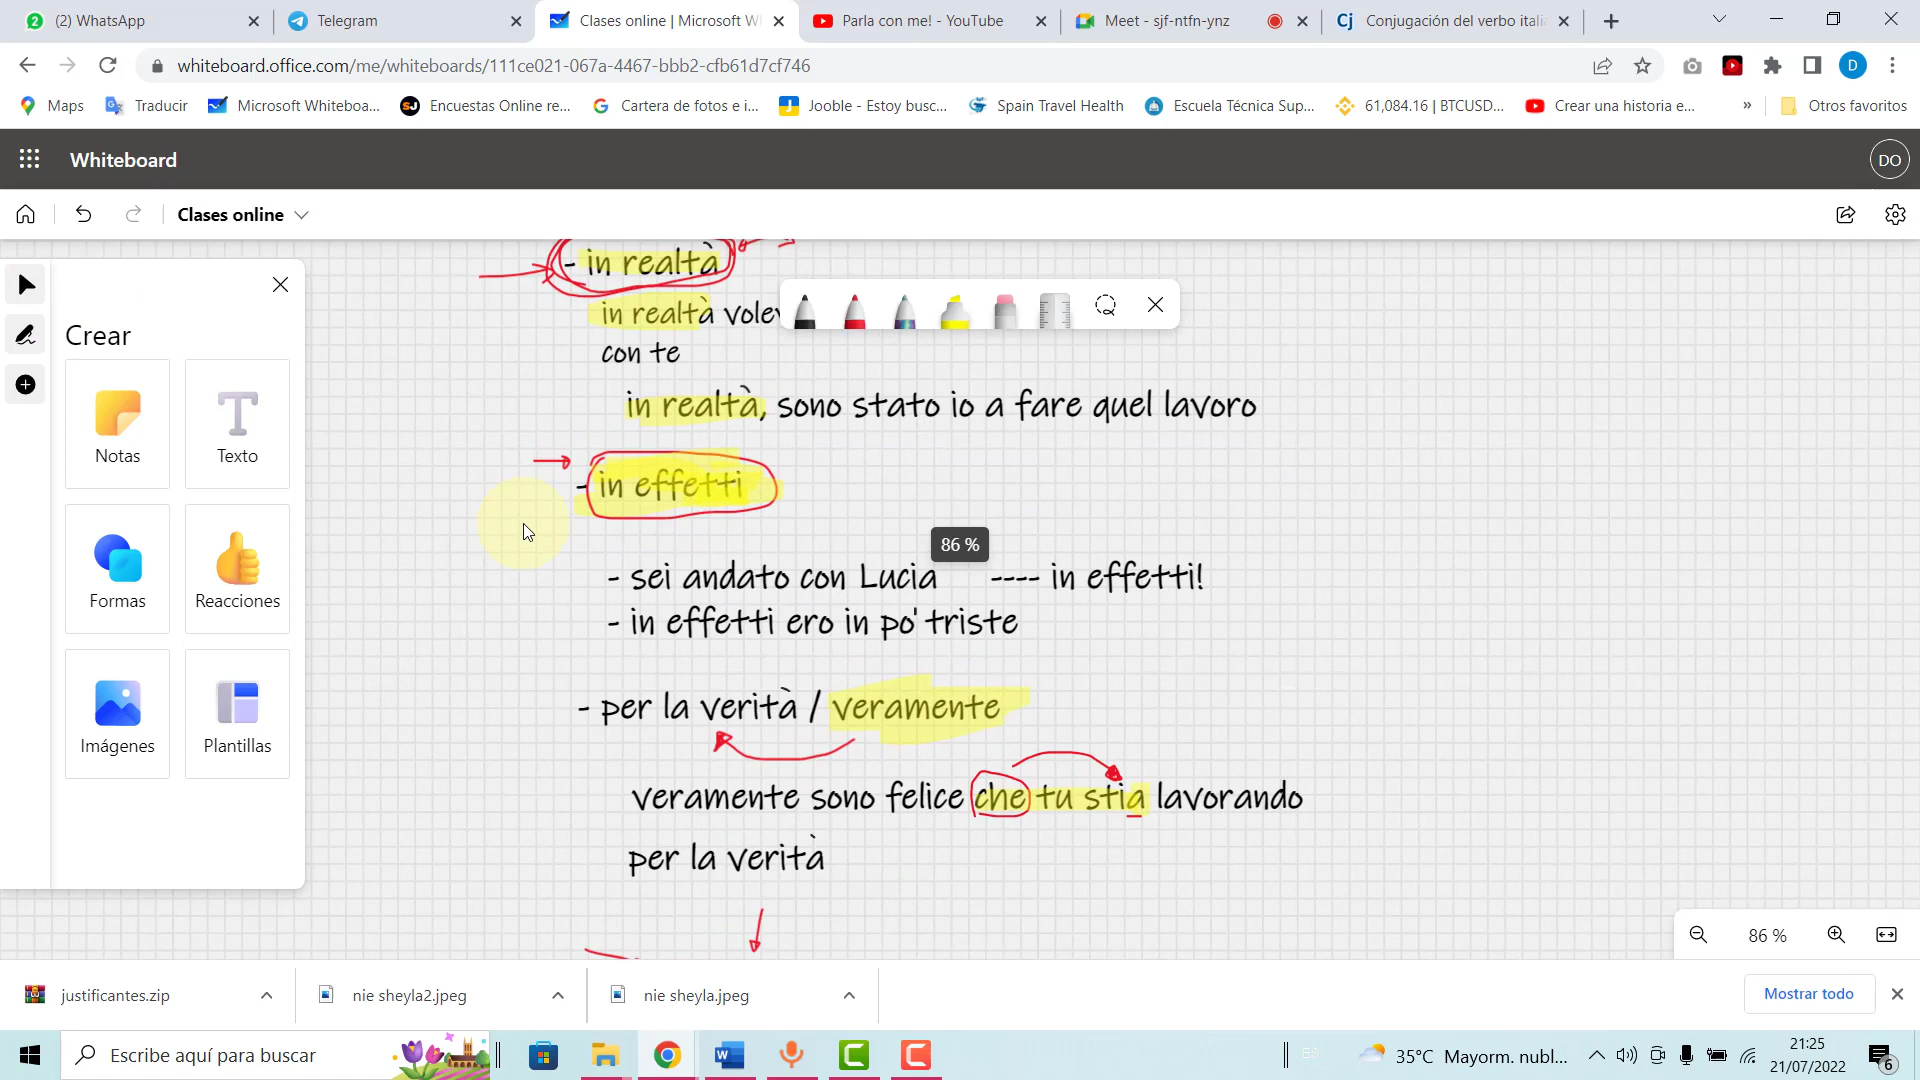 (2) WhatsApp
Telegram
Clases online | Microsoft W
Parla con me! - YouTube
Meet - sjf-ntfn-ynz
Cj Conjugación del verbo itali
whiteboard.office.com/me/whiteboards/111ce021-067a-4467-bbb2-cfb61d7cf746
D
Maps
Traducir
Microsoft Whiteboa...
Encuestas Online re...
Cartera de fotos e i...
Jooble - Estoy busc...
Spain Travel Health
Escuela Técnica Sup...
61,084.16 | BTCUSD...
Crear una historia e...
»
Otros favoritos
Whiteboard
DO
Clases online
- in realtà
in realtà
con te
in realtà, sono stato io a fare quel lavoro
- in effetti
86 %
- sei andato con Lucia ---- in effetti!
- in effetti ero in po' triste
- per la verità / veramente
veramente sono felice che tu stia lavorando
per la verità
Crear
Notas
Texto
Formas
Reacciones
Imágenes
Plantillas
86 %
justificantes.zip
nie sheyla2.jpeg
nie sheyla.jpeg
Mostrar todo
Escribe aquí para buscar
35°C Mayorm. nubl...
21:25
21/07/2022
6